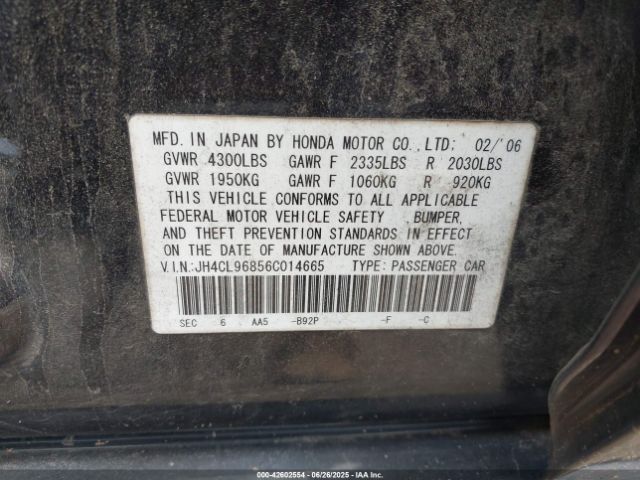 MFD. IN JAPAN BY HONDA MOTOR CO.,LTD: 02/'06
GVWR 4300LBS GAWR F 2335LBS R 2030LBS
GVWR 1950KG GAWR F 1060KG R 920KG
THIS VEHICLE CONFORMS TO ALL APPLICABLE
FEDERAL MOTOR VEHICLE SAFETY ,BUMPER,
AND THEFT PREVENTION STANDARDS IN EFFECT
ON THE DATE OF MANUFACTURE SHOWN ABOVE.
V.I.N:JH4CL96856C014665 TYPE: PASSENGER CAR
SEC 6 AA5 -B92P -F -C
000-42602554 | 06/26/2025 | IAA Inc.